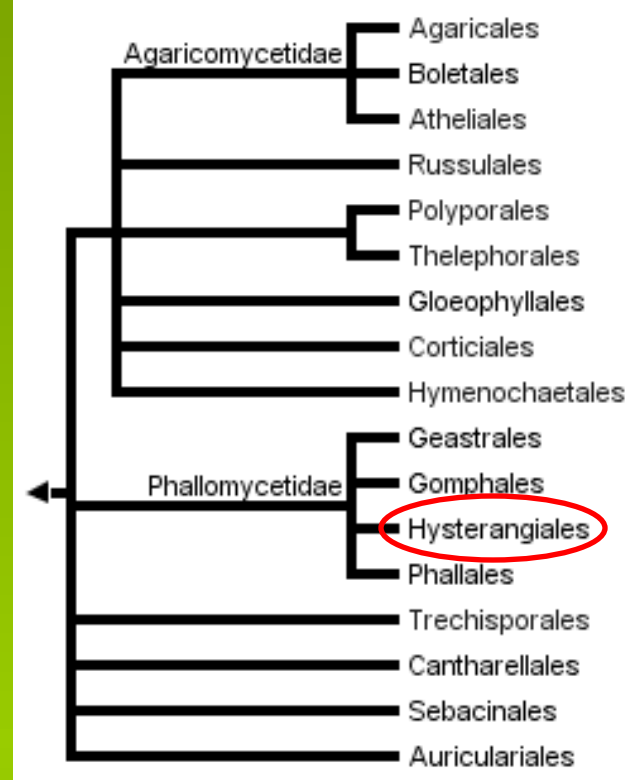 Agaricales
Agaricomycetidae
Boletales
Atheliales
Russulales
Polyporales
Thelephorales
Gloeophyllales
Corticiales
Hymenochaetales
Geastrales
Phallomycetidae
Gomphales
Hysterangiales
Phallales
Trechisporales
Cantharellales
Sebacinales
Auriculariales